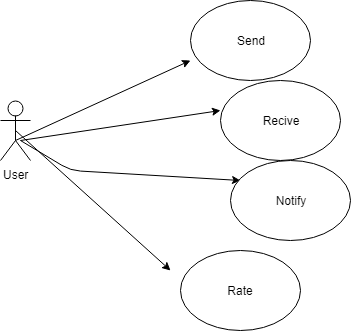 Send
Recive
User
Notify
Rate